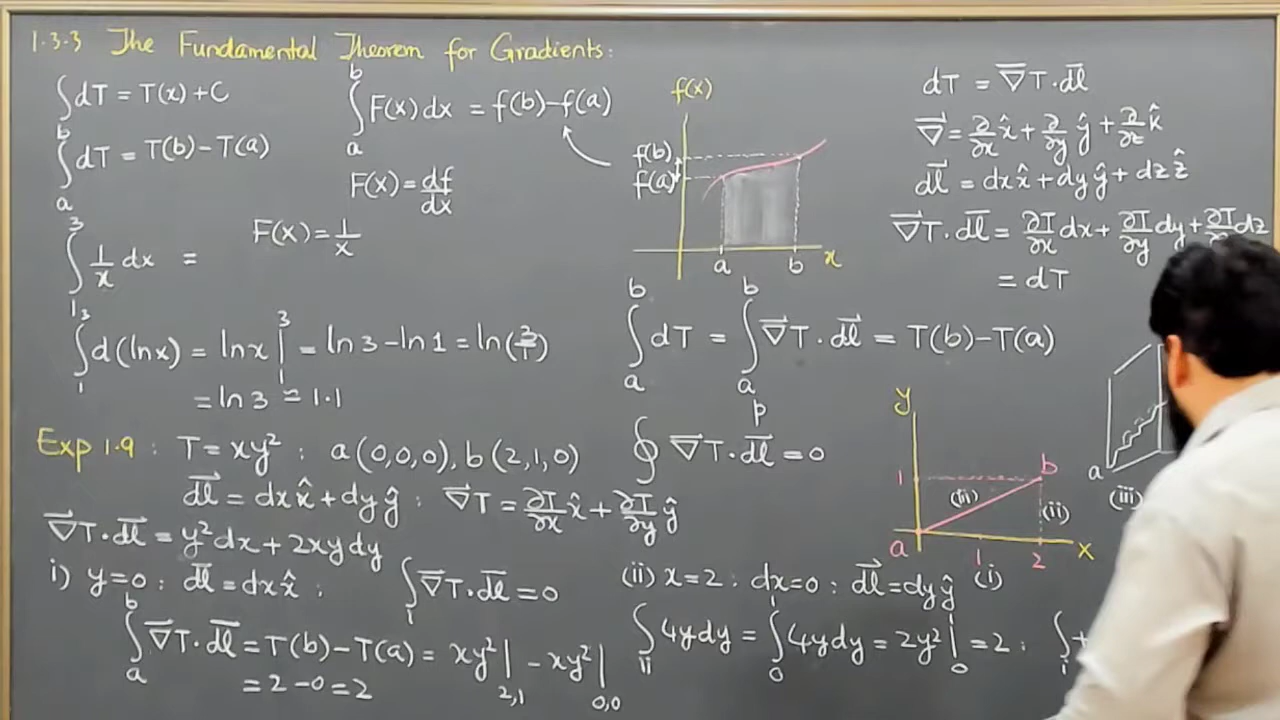 1.3.3 The Fundamental Theorem for Gradients:
∫dT = T(x) + C
∫_a^b dT = T(b) − T(a)
∫_1^3 1/x dx =
F(x) = 1/x
∫_a^b F(x) dx = f(b) − f(a)
F(x) = df/dx
∫_1^3 d(ln x) = ln x |_1^3 = ln 3 − ln 1 = ln(3/1)
= ln 3 ≈ 1.1
f(x)
f(b)
f(a)
a b x
dT = ∇T · dl
∇ = ∂/∂x x̂ + ∂/∂y ŷ + ∂/∂z k̂
dl = dx x̂ + dy ŷ + dz ẑ
∇T · dl = ∂T/∂x dx + ∂T/∂y dy + ∂T/ dz
= dT
∫_a^b dT = ∫_a^b ∇T · dl = T(b) − T(a)
p
∮ ∇T · dl = 0
Exp 1.9 : T = xy² : a(0,0,0), b(2,1,0)
dl = dx x̂ + dy ŷ : ∇T = ∂T/∂x x̂ + ∂T/∂y ŷ
∇T · dl = y² dx + 2xy dy
i) y=0 : dl = dx x̂ ; ∫_i ∇T · dl = 0
∫_a^b ∇T · dl = T(b) − T(a) = xy²|_2,1 − xy²|_0,0
= 2 − 0 = 2
y
1
b
(iii)
(ii)
a
1
2
x
(i)
a
(iii)
(ii) x = 2 : dx = 0 : dl = dy ŷ
∫_ii 4y dy = ∫_0^1 4y dy = 2y² |_0^1 = 2 :